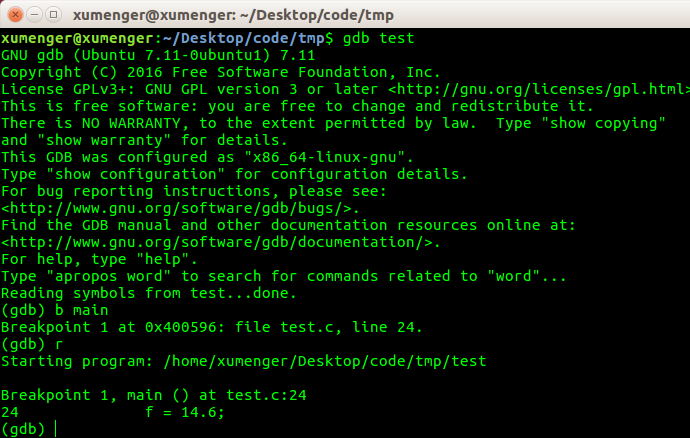 xumenger@xumenger: ~/Desktop/code/tmp
xumenger@xumenger:~/Desktop/code/tmp$ gdb test
GNU gdb (Ubuntu 7.11-0ubuntu1) 7.11
Copyright (C) 2016 Free Software Foundation, Inc.
License GPLv3+: GNU GPL version 3 or later <http://gnu.org/licenses/gpl.html>
This is free software: you are free to change and redistribute it.
There is NO WARRANTY, to the extent permitted by law.  Type "show copying"
and "show warranty" for details.
This GDB was configured as "x86_64-linux-gnu".
Type "show configuration" for configuration details.
For bug reporting instructions, please see:
<http://www.gnu.org/software/gdb/bugs/>.
Find the GDB manual and other documentation resources online at:
<http://www.gnu.org/software/gdb/documentation/>.
For help, type "help".
Type "apropos word" to search for commands related to "word"...
Reading symbols from test...done.
(gdb) b main
Breakpoint 1 at 0x400596: file test.c, line 24.
(gdb) r
Starting program: /home/xumenger/Desktop/code/tmp/test
Breakpoint 1, main () at test.c:24
24              f = 14.6;
(gdb)